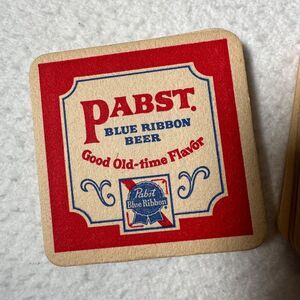 PABST.
BLUE RIBBON
BEER
Good Old-time Flavor
Pabst
Blue Ribbon